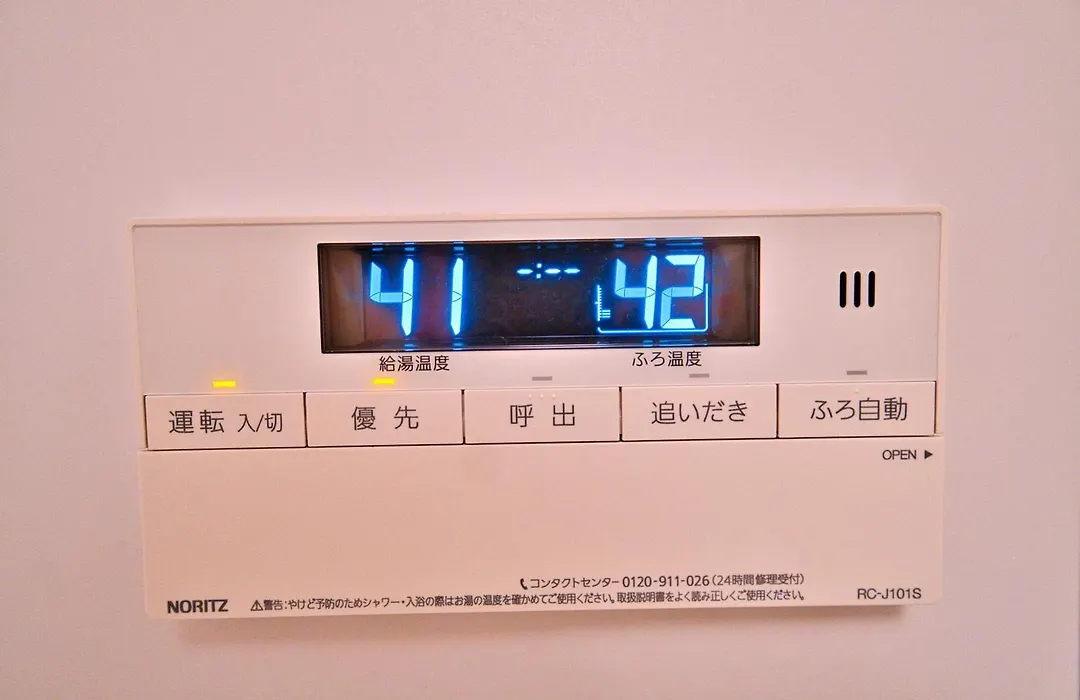 41 -:-- 42
給湯温度 ふろ温度
運転 入/切 優先 呼出 追いだき ふろ自動
OPEN ▶
コンタクトセンター 0120-911-026(24時間修理受付)
NORITZ ⚠警告:やけど予防のためシャワー・入浴の際はお湯の温度を確かめてご使用ください。取扱説明書をよく読み正しくご使用ください。 RC-J101S